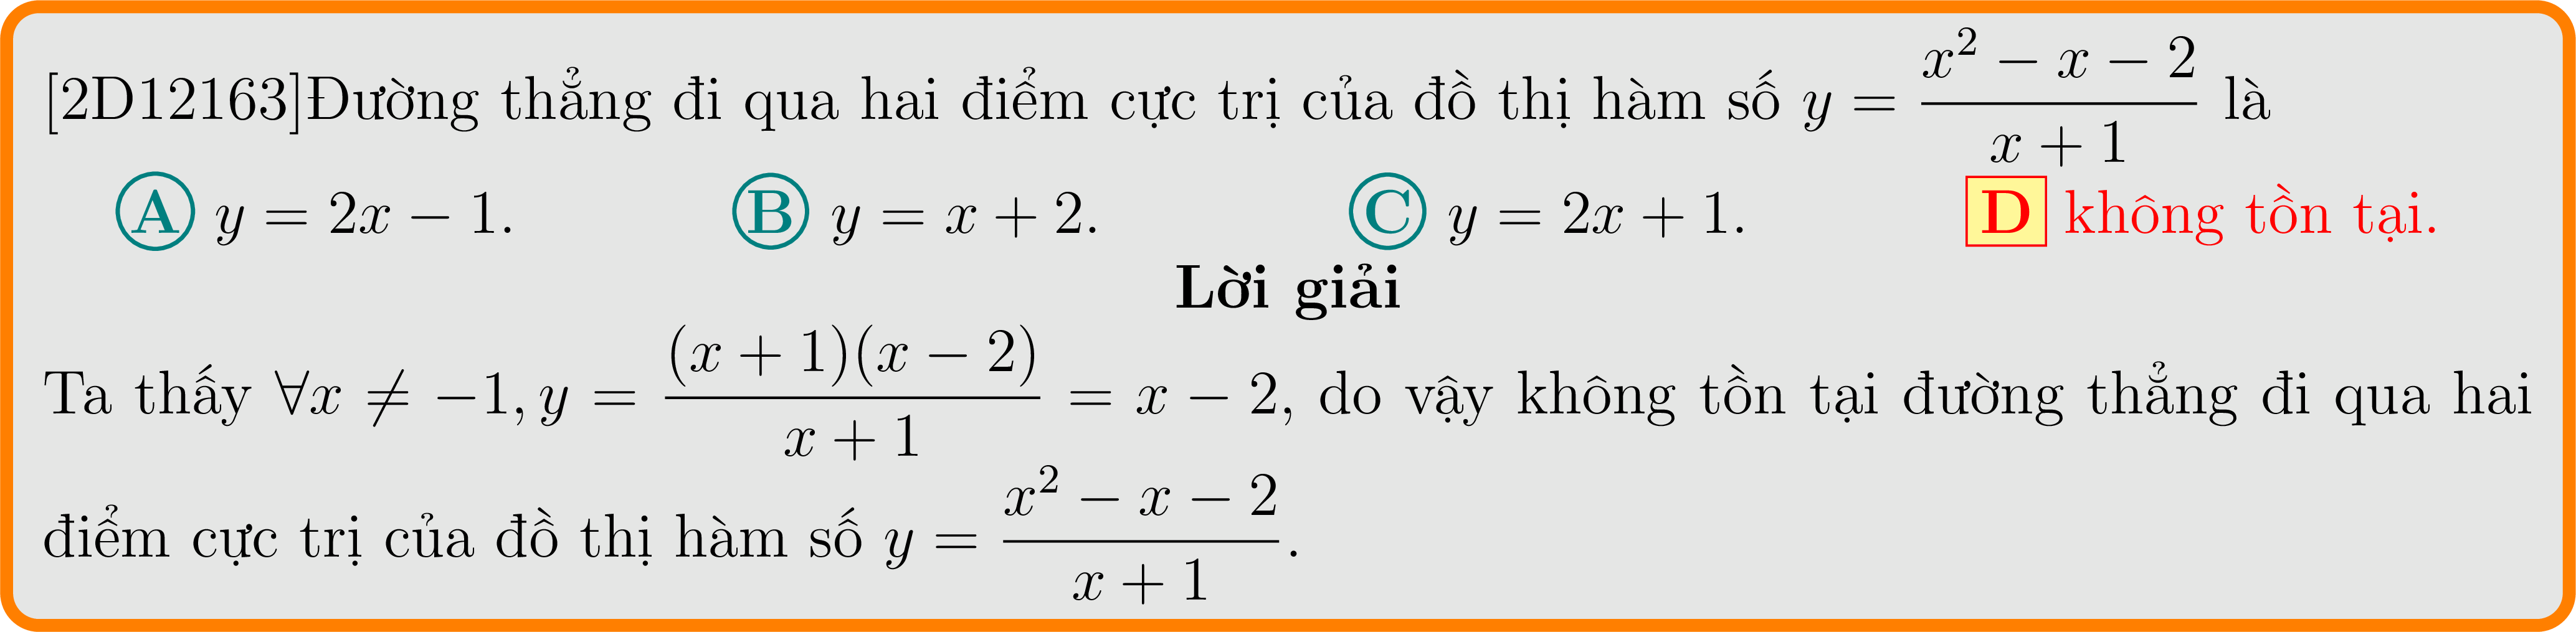 [2D12163]Đường thẳng đi qua hai điểm cực trị của đồ thị hàm số $y = \dfrac{x^2 - x - 2}{x + 1}$ là
A $y = 2x - 1$. B $y = x + 2$. C $y = 2x + 1$. D không tồn tại.
Lời giải
Ta thấy $\forall x \neq -1, y = \dfrac{(x + 1)(x - 2)}{x + 1} = x - 2$, do vậy không tồn tại đường thẳng đi qua hai
điểm cực trị của đồ thị hàm số $y = \dfrac{x^2 - x - 2}{x + 1}$.